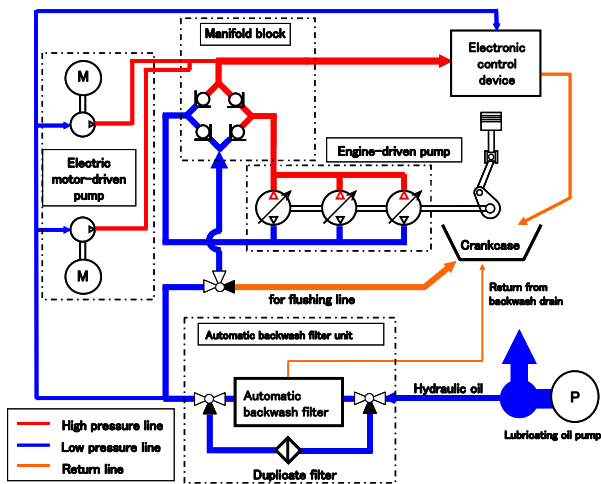 Manifold block
Electronic
control
device
M
Electric
motor-driven
pump
M
Engine-driven pump
Crankcase
for flushing line
Return from
backwash drain
Automatic backwash filter unit
Automatic
backwash filter
Hydraulic oil
P
Lubricating oil pump
Duplicate filter
High pressure line
Low pressure line
Return line